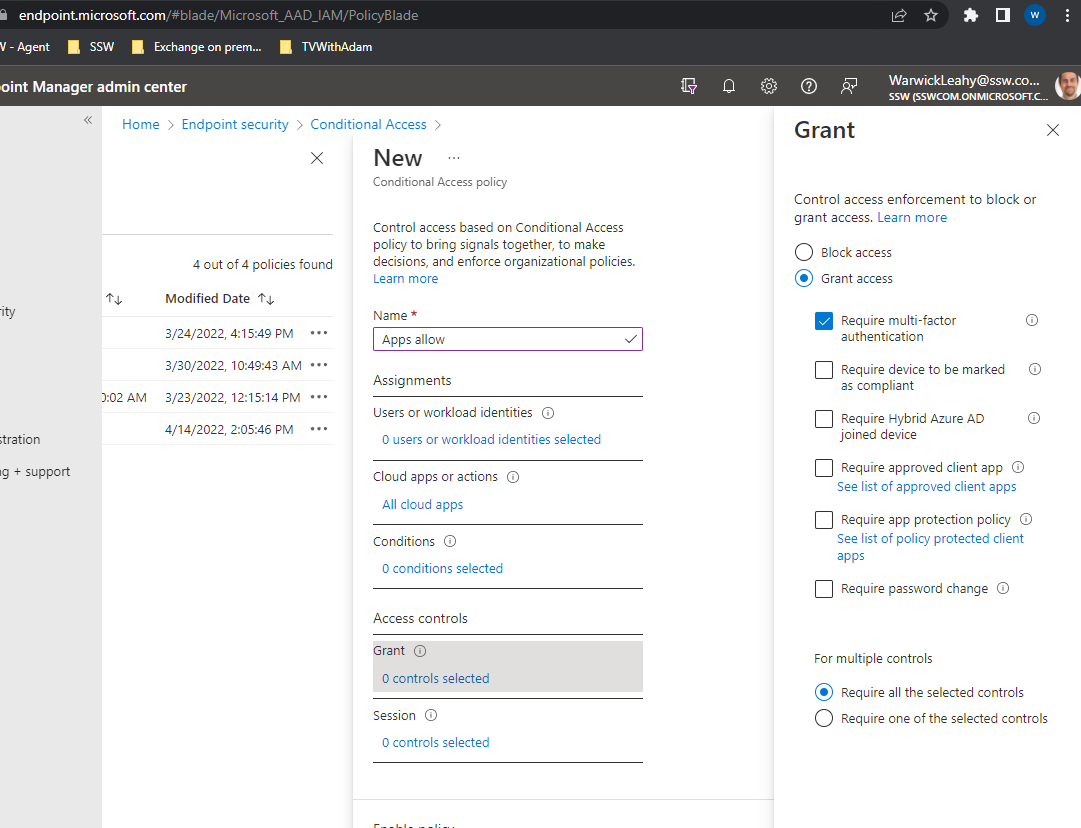 endpoint.microsoft.com/#blade/Microsoft_AAD_IAM/PolicyBlade
W
- Agent
SSW
Exchange on prem...
TVWithAdam
oint Manager admin center
WarwickLeahy@ssw.co...
SSW (SSWCOM.ONMICROSOFT.C...
«
Home > Endpoint security > Conditional Access >
4 out of 4 policies found
↑↓ Modified Date ↑↓
3/24/2022, 4:15:49 PM ...
3/30/2022, 10:49:43 AM ...
0:02 AM 3/23/2022, 12:15:14 PM ...
4/14/2022, 2:05:46 PM ...
rity
stration
ng + support
New ...
Conditional Access policy
Control access based on Conditional Access
policy to bring signals together, to make
decisions, and enforce organizational policies.
Learn more
Name *
Apps allow
Assignments
Users or workload identities
0 users or workload identities selected
Cloud apps or actions
All cloud apps
Conditions
0 conditions selected
Access controls
Grant
0 controls selected
Session
0 controls selected
Enable policy
Grant
Control access enforcement to block or
grant access. Learn more
Block access
Grant access
Require multi-factor
authentication
Require device to be marked
as compliant
Require Hybrid Azure AD
joined device
Require approved client app
See list of approved client apps
Require app protection policy
See list of policy protected client
apps
Require password change
For multiple controls
Require all the selected controls
Require one of the selected controls